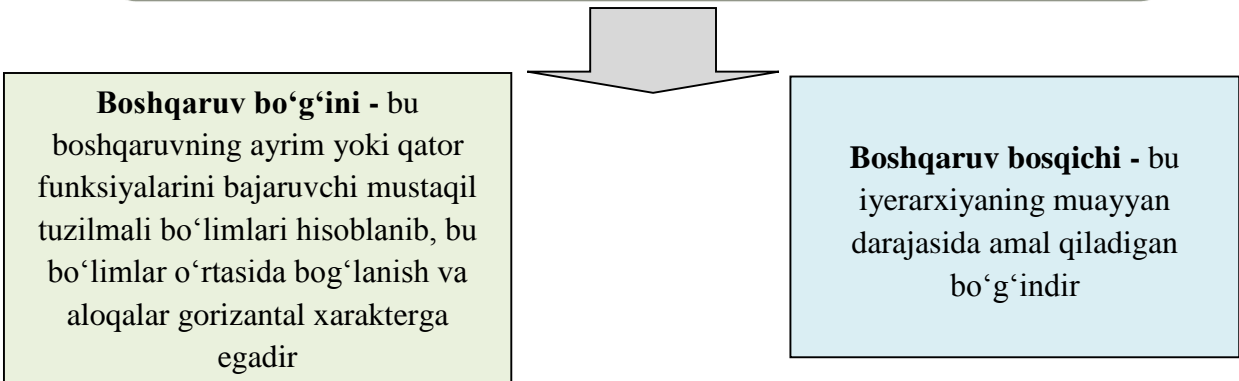 Boshqaruv bo‘g‘ini - bu
boshqaruvning ayrim yoki qator
funksiyalarini bajaruvchi mustaqil
tuzilmali bo‘limlari hisoblanib, bu
bo‘limlar o‘rtasida bog‘lanish va
aloqalar gorizantal xarakterga
egadir
Boshqaruv bosqichi - bu
iyerarxiyaning muayyan
darajasida amal qiladigan
bo‘g‘indir